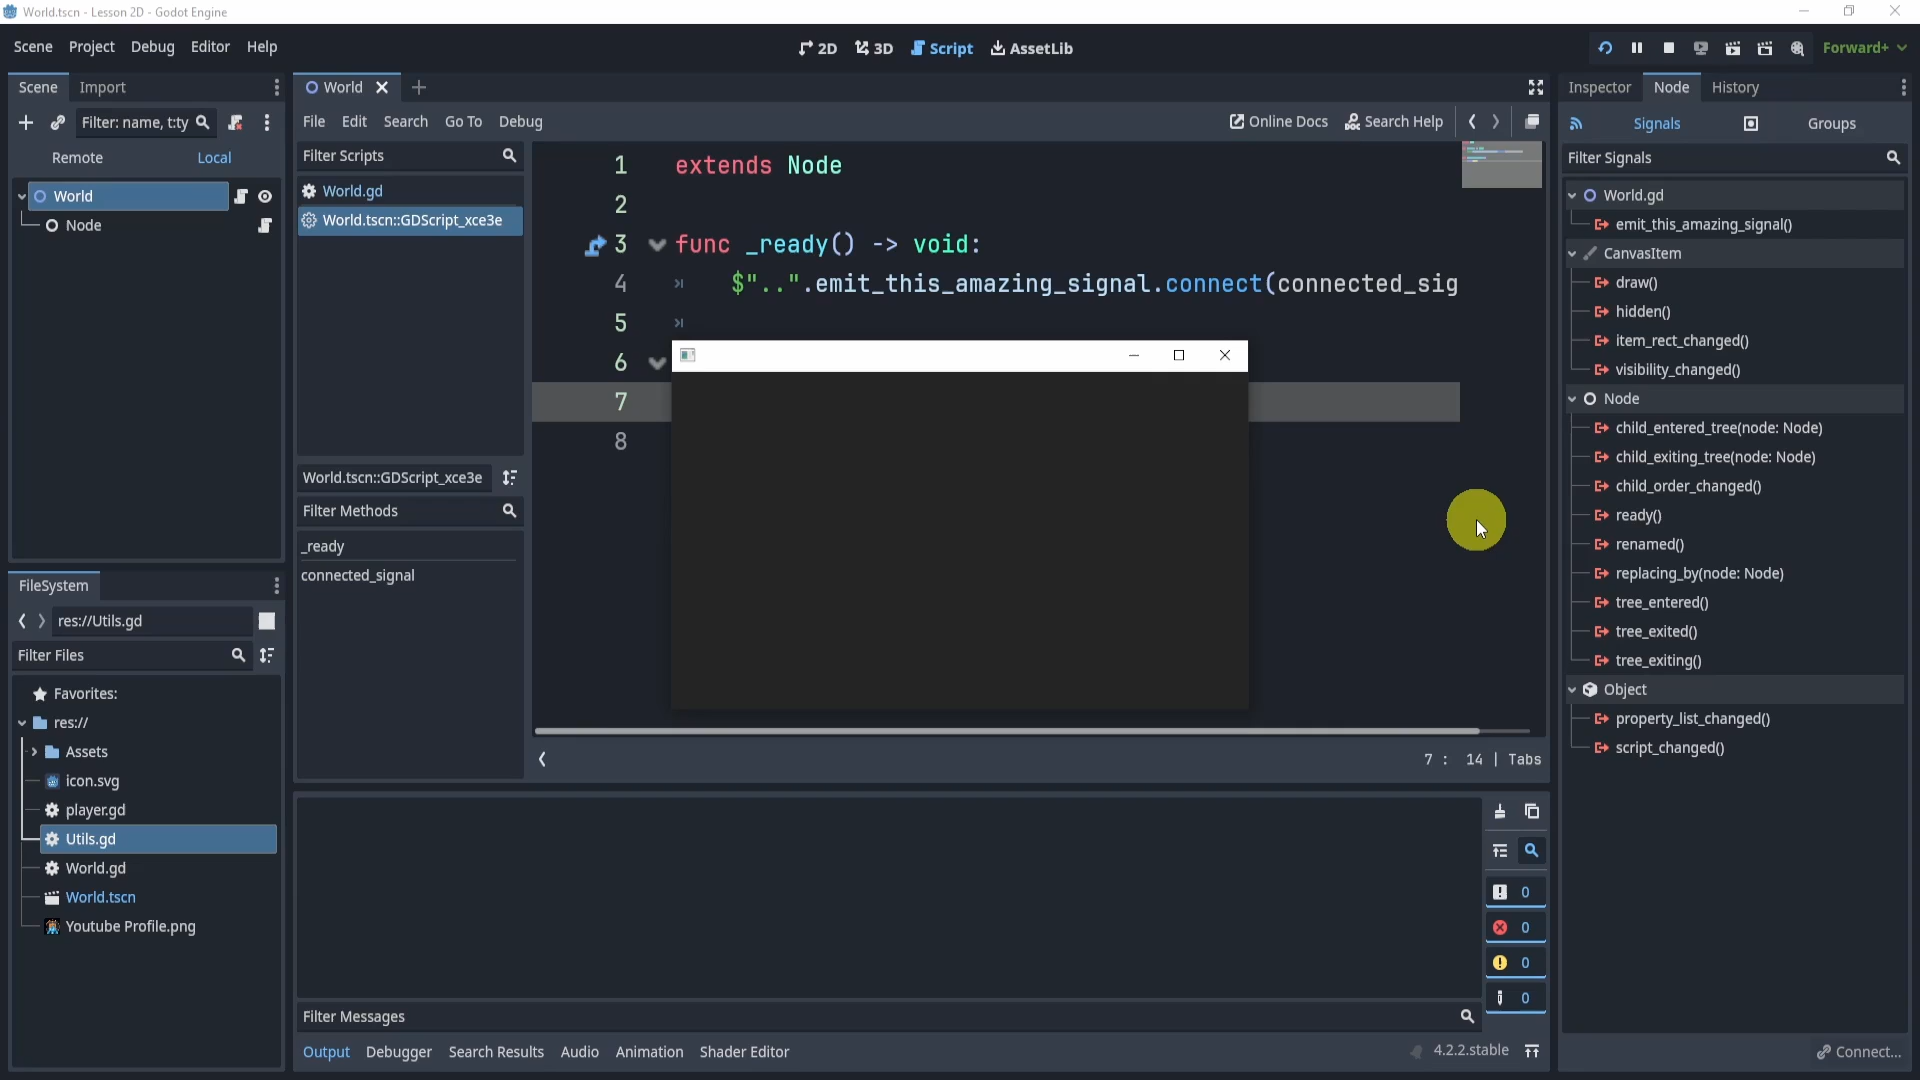 World.tscn - Lesson 2D - Godot Engine
Scene Project Debug Editor Help
2D 3D Script AssetLib
Forward+
Scene Import
Filter: name, t:ty
Remote Local
World
Node
FileSystem
res://Utils.gd
Filter Files
Favorites:
res://
Assets
icon.svg
player.gd
Utils.gd
World.gd
World.tscn
Youtube Profile.png
World
File Edit Search Go To Debug
Online Docs Search Help
Filter Scripts
World.gd
World.tscn::GDScript_xce3e
World.tscn::GDScript_xce3e
Filter Methods
_ready
connected_signal
1 extends Node
2
3 func _ready() -> void:
4 $"..".emit_this_amazing_signal.connect(connected_sig
5
6
7
8
7 : 14 | Tabs
0
0
0
0
Filter Messages
Output Debugger Search Results Audio Animation Shader Editor
4.2.2.stable
Inspector Node History
Signals Groups
Filter Signals
World.gd
emit_this_amazing_signal()
CanvasItem
draw()
hidden()
item_rect_changed()
visibility_changed()
Node
child_entered_tree(node: Node)
child_exiting_tree(node: Node)
child_order_changed()
ready()
renamed()
replacing_by(node: Node)
tree_entered()
tree_exited()
tree_exiting()
Object
property_list_changed()
script_changed()
Connect...